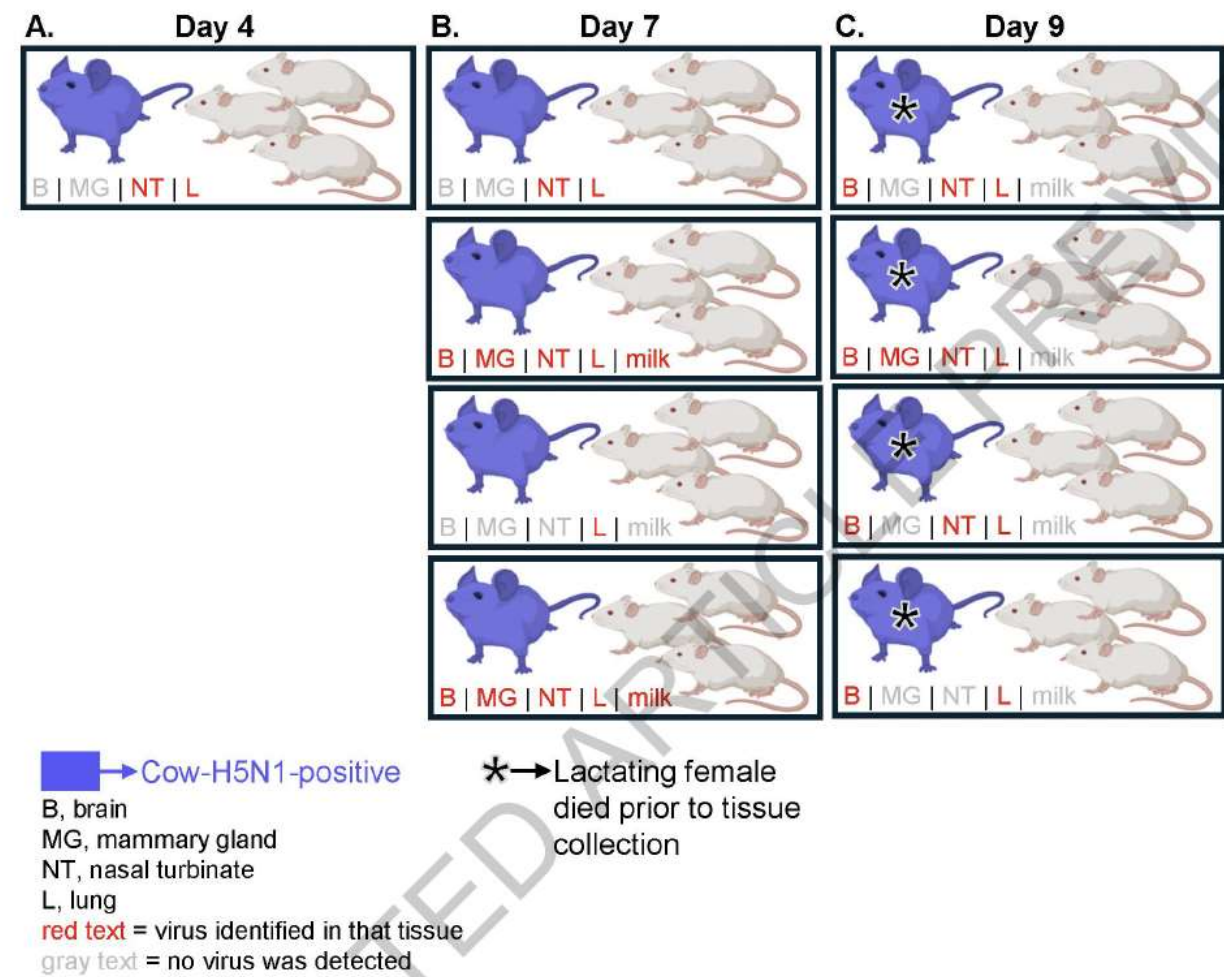 A. Day 4
B | MG | NT | L
B. Day 7
B | MG | NT | L
B | MG | NT | L | milk
B | MG | NT | L | milk
B | MG | NT | L | milk
C. Day 9
*
B | MG | NT | L | milk
*
B | MG | NT | L | milk
*
B | MG | NT | L | milk
*
B | MG | NT | L | milk
Cow-H5N1-positive
B, brain
MG, mammary gland
NT, nasal turbinate
L, lung
red text = virus identified in that tissue
gray text = no virus was detected
* Lactating female
died prior to tissue
collection
TED ARTICLE PREVIE